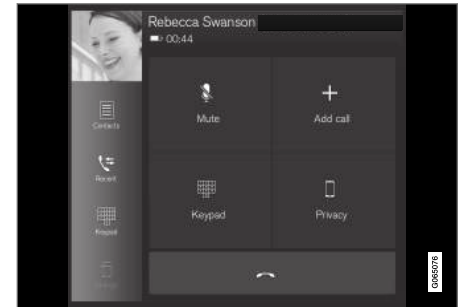 Rebecca Swanson
00:44
Contacts
Recent
Keypad
Mute
Add call
Keypad
Privacy
G065076